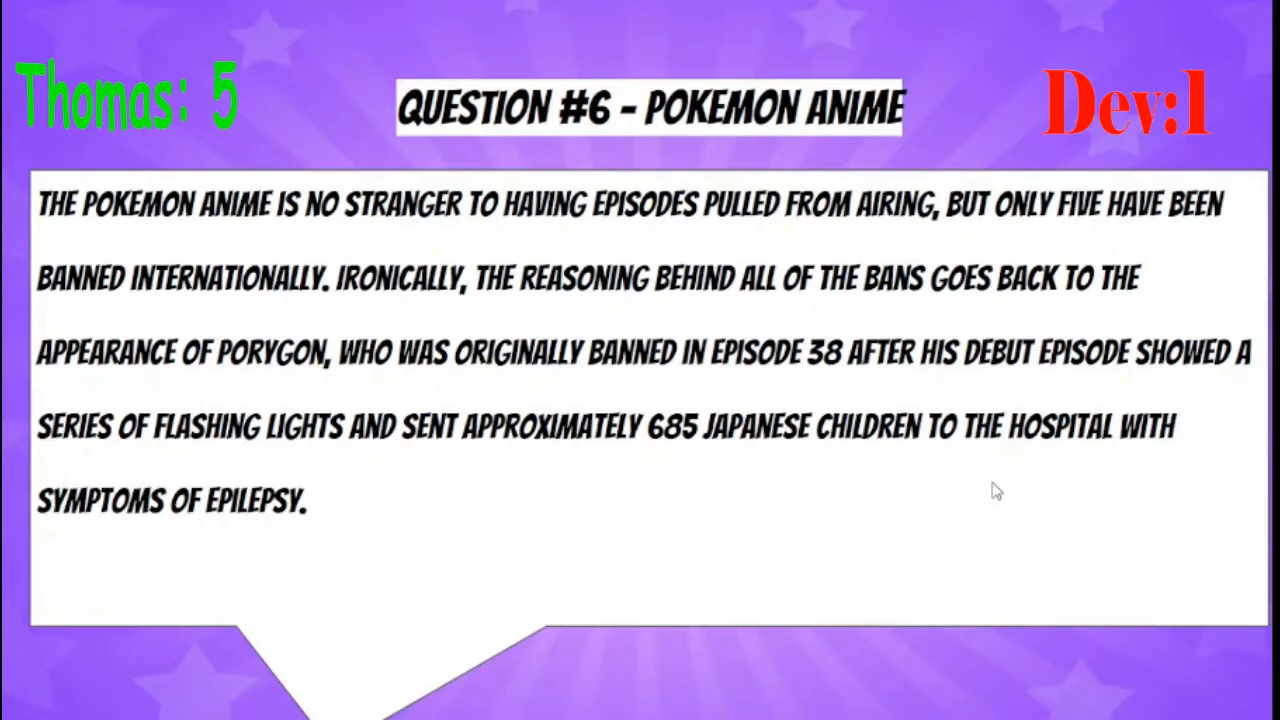 Thomas: 5
QUESTION #6 - POKEMON ANIME
Dev:1
THE POKEMON ANIME IS NO STRANGER TO HAVING EPISODES PULLED FROM AIRING, BUT ONLY FIVE HAVE BEEN
BANNED INTERNATIONALLY. IRONICALLY, THE REASONING BEHIND ALL OF THE BANS GOES BACK TO THE
APPEARANCE OF PORYGON, WHO WAS ORIGINALLY BANNED IN EPISODE 38 AFTER HIS DEBUT EPISODE SHOWED A
SERIES OF FLASHING LIGHTS AND SENT APPROXIMATELY 685 JAPANESE CHILDREN TO THE HOSPITAL WITH
SYMPTOMS OF EPILEPSY.